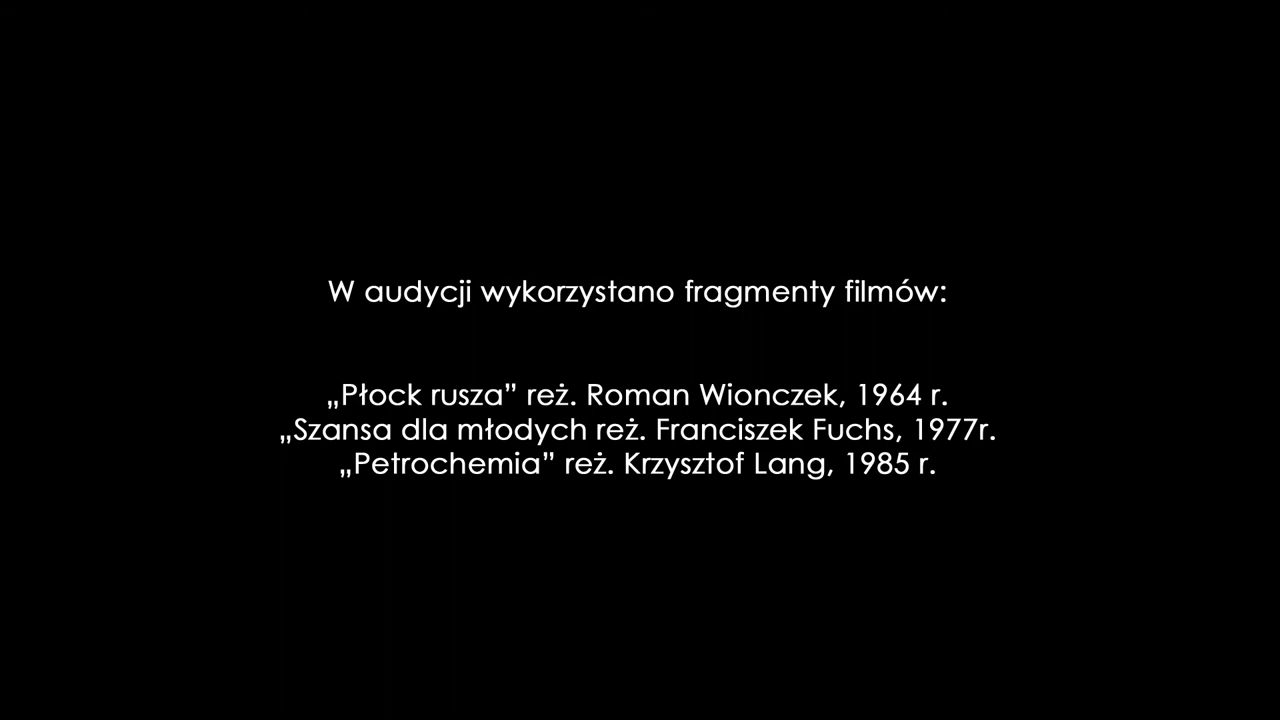 W audycji wykorzystano fragmenty filmów:
„Płock rusza” reż. Roman Wionczek, 1964 r.
„Szansa dla młodych reż. Franciszek Fuchs, 1977r.
„Petrochemia” reż. Krzysztof Lang, 1985 r.